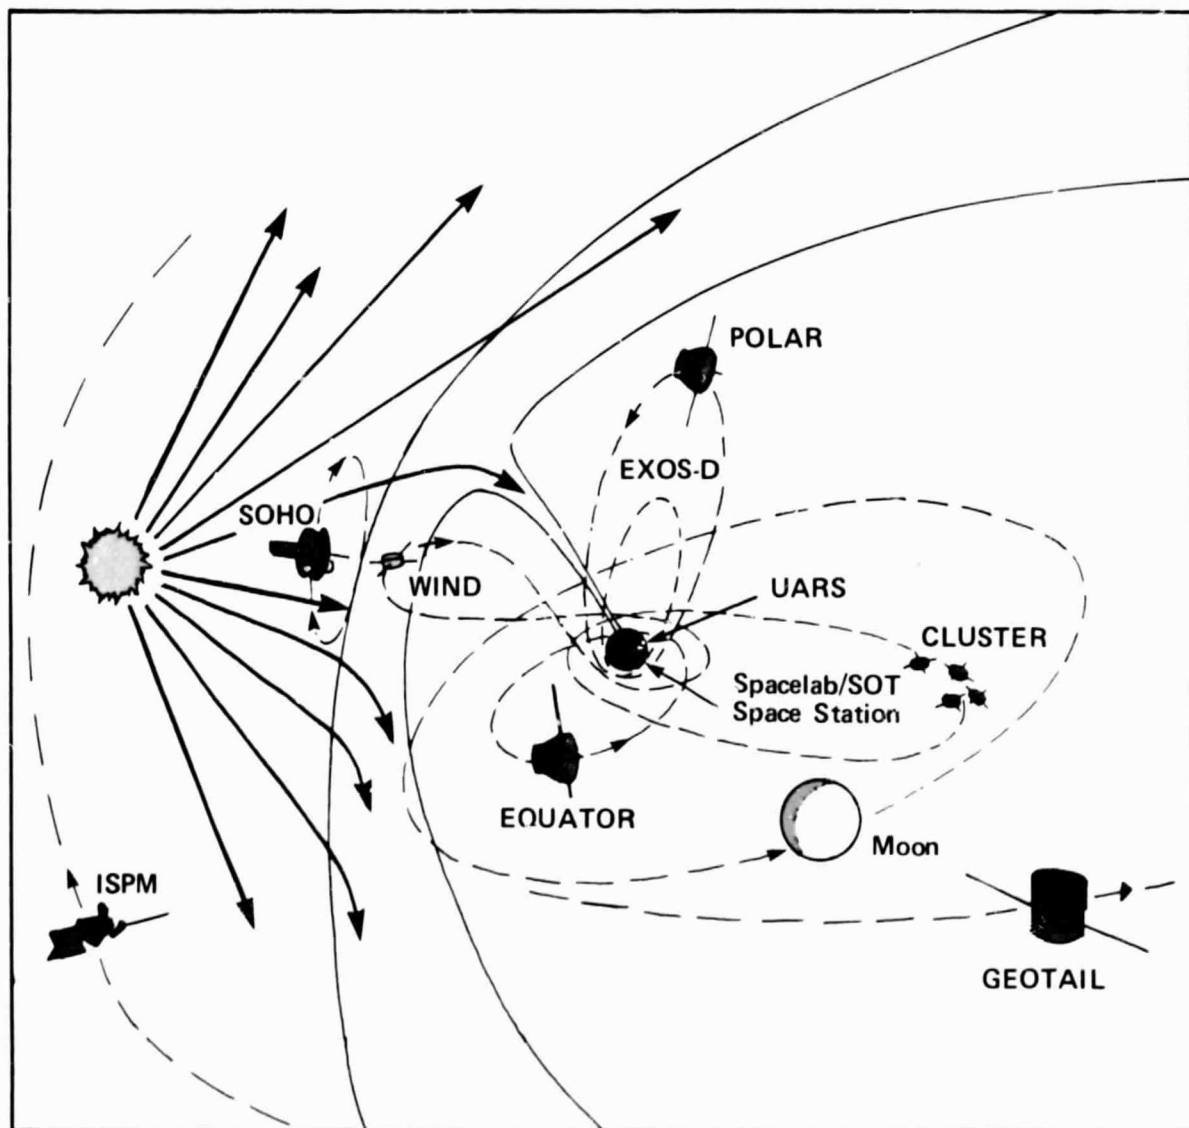 POLAR
EXOS-D
SOHO
WIND
UARS
CLUSTER
Spacelab/SOT
Space Station
EQUATOR
Moon
ISPM
GEOTAIL